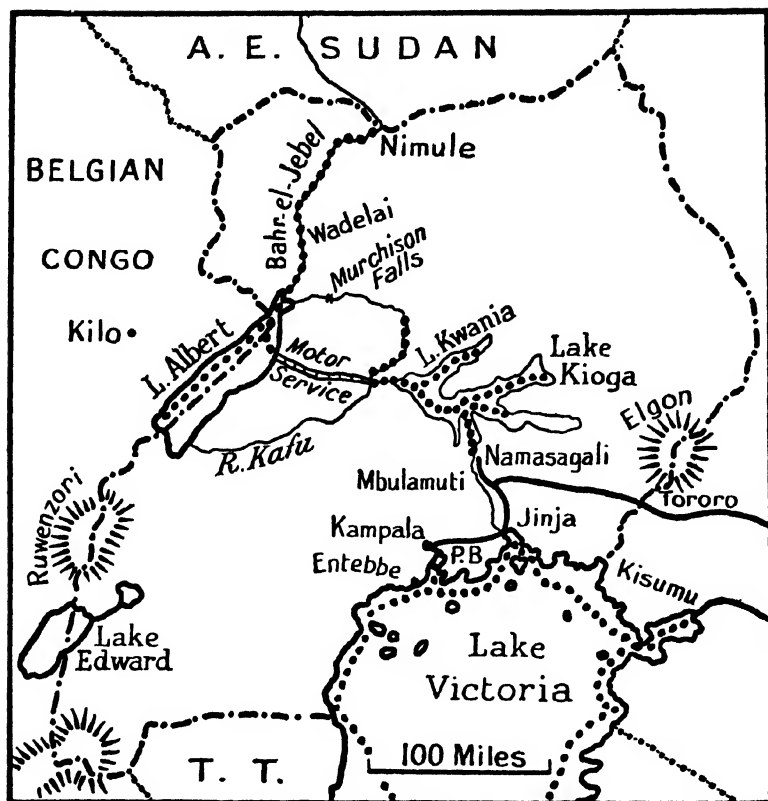 A. E. SUDAN
Nimule
BELGIAN
CONGO
Bahr-el-Jebel
Wadelai
Murchison
Falls
Kilo
L. Albert
Motor
Service
L. Kwania
Lake
Kioga
R. Kafu
Elgon
Namasagali
Mbulamuti
Tororo
Ruwenzori
Kampala
Jinja
P.B
Entebbe
Kisumu
Lake
Edward
Lake
Victoria
T. T.
100 Miles